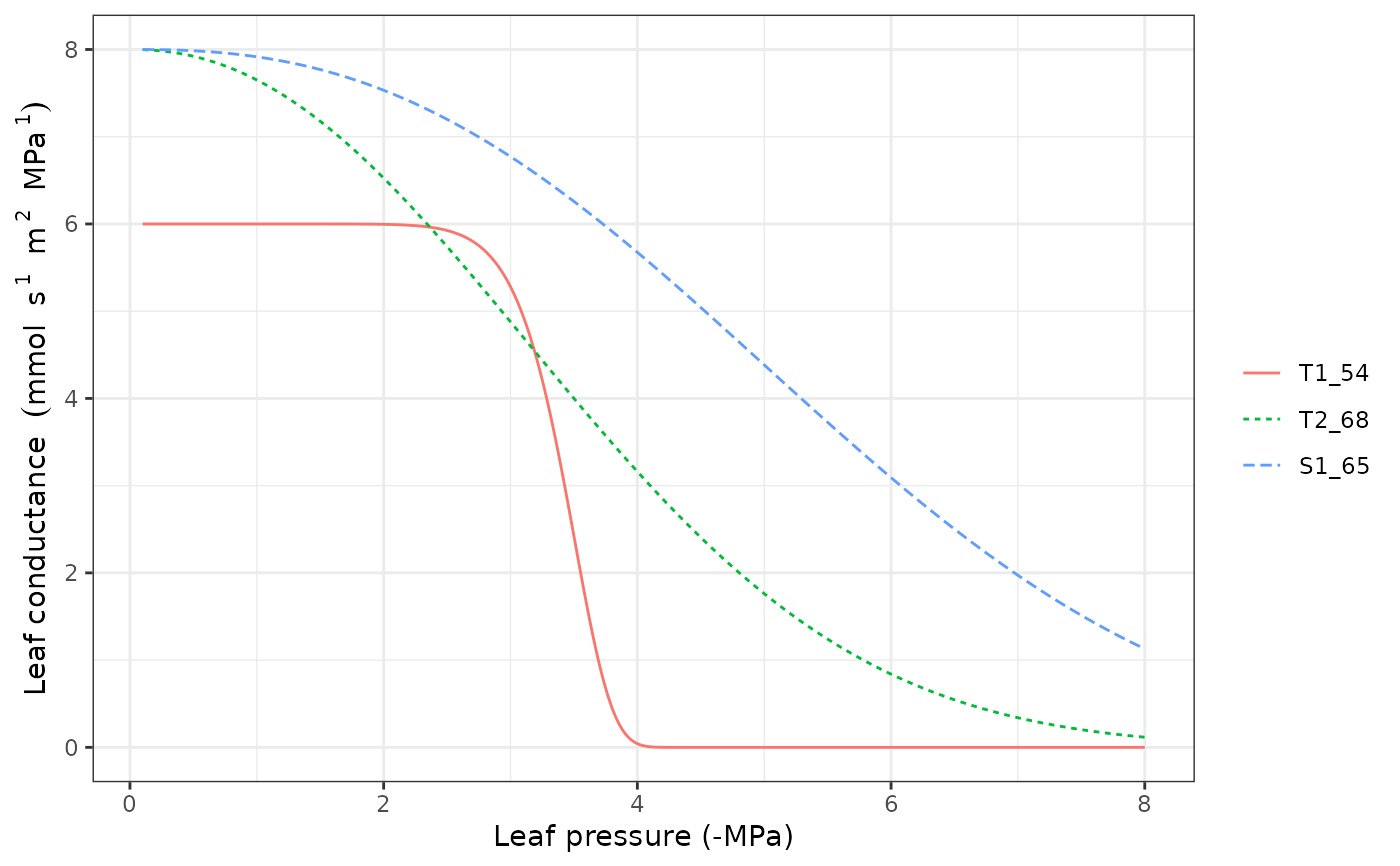 Leaf conductance (mmol s¹ m² MPa¹)
8
6
4
2
0
0 2 4 6 8
Leaf pressure (-MPa)
T1_54
T2_68
S1_65